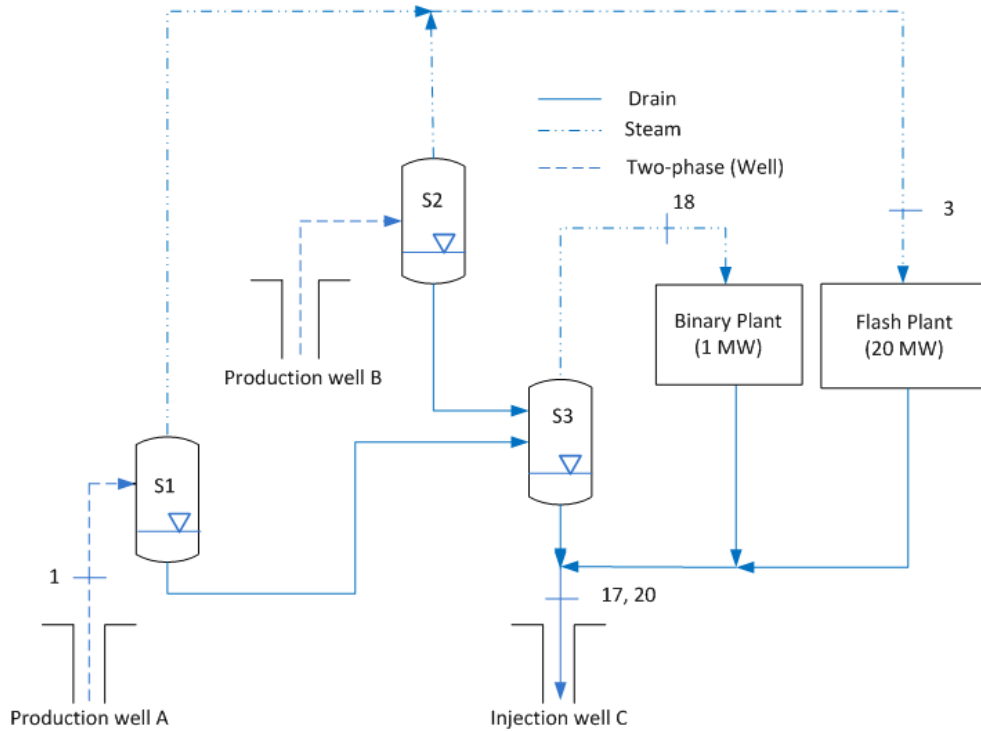 Drain
Steam
Two-phase (Well)
S2
18
3
Binary Plant
(1 MW)
Flash Plant
(20 MW)
Production well B
S3
S1
1
17, 20
Production well A
Injection well C